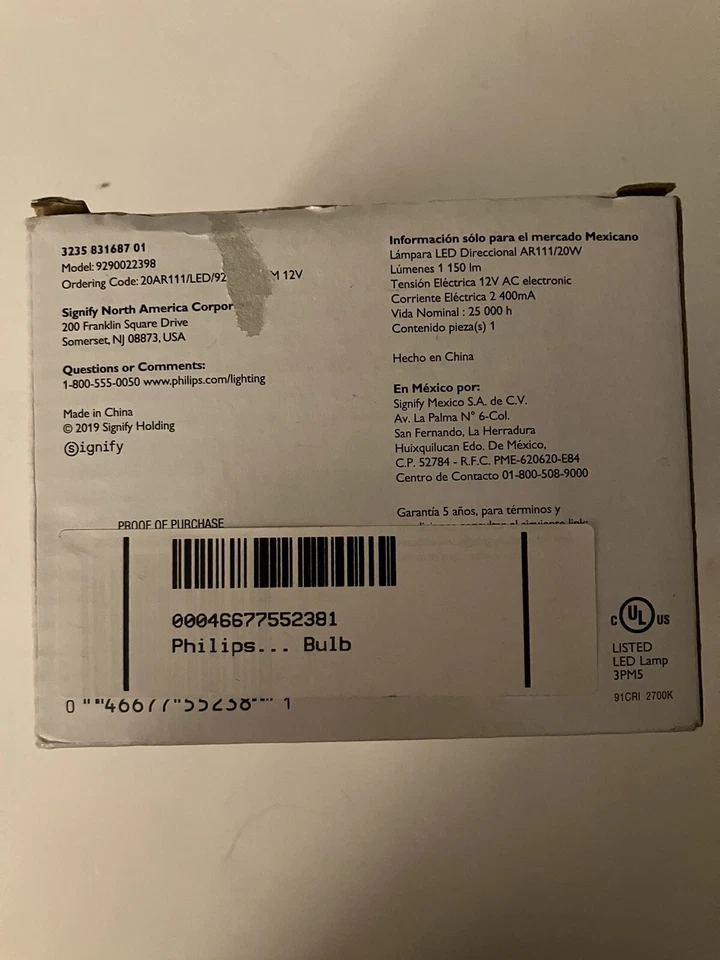 3235 831687 01
Model: 9290022398
Ordering Code: 20AR111/LED/92 M 12V
Signify North America Corpor
200 Franklin Square Drive
Somerset, NJ 08873, USA
Questions or Comments:
1-800-555-0050 www.philips.com/lighting
Made in China
© 2019 Signify Holding
Signify
PROOF OF PURCHASE
Información sólo para el mercado Mexicano
Lámpara LED Direccional AR111/20W
Lúmenes 1 150 lm
Tensión Eléctrica 12V AC electronic
Corriente Eléctrica 2 400mA
Vida Nominal : 25 000 h
Contenido pieza(s) 1
Hecho en China
En México por:
Signify Mexico S.A. de C.V.
Av. La Palma N° 6-Col.
San Fernando, La Herradura
Huixquilucan Edo. De México,
C.P. 52784 - R.F.C. PME-620620-E84
Centro de Contacto 01-800-508-9000
Garantía 5 años, para términos y
00046677552381
Philips... Bulb
0 46677 55238 1
C UL US
LISTED
LED Lamp
3PM5
91CRI 2700K